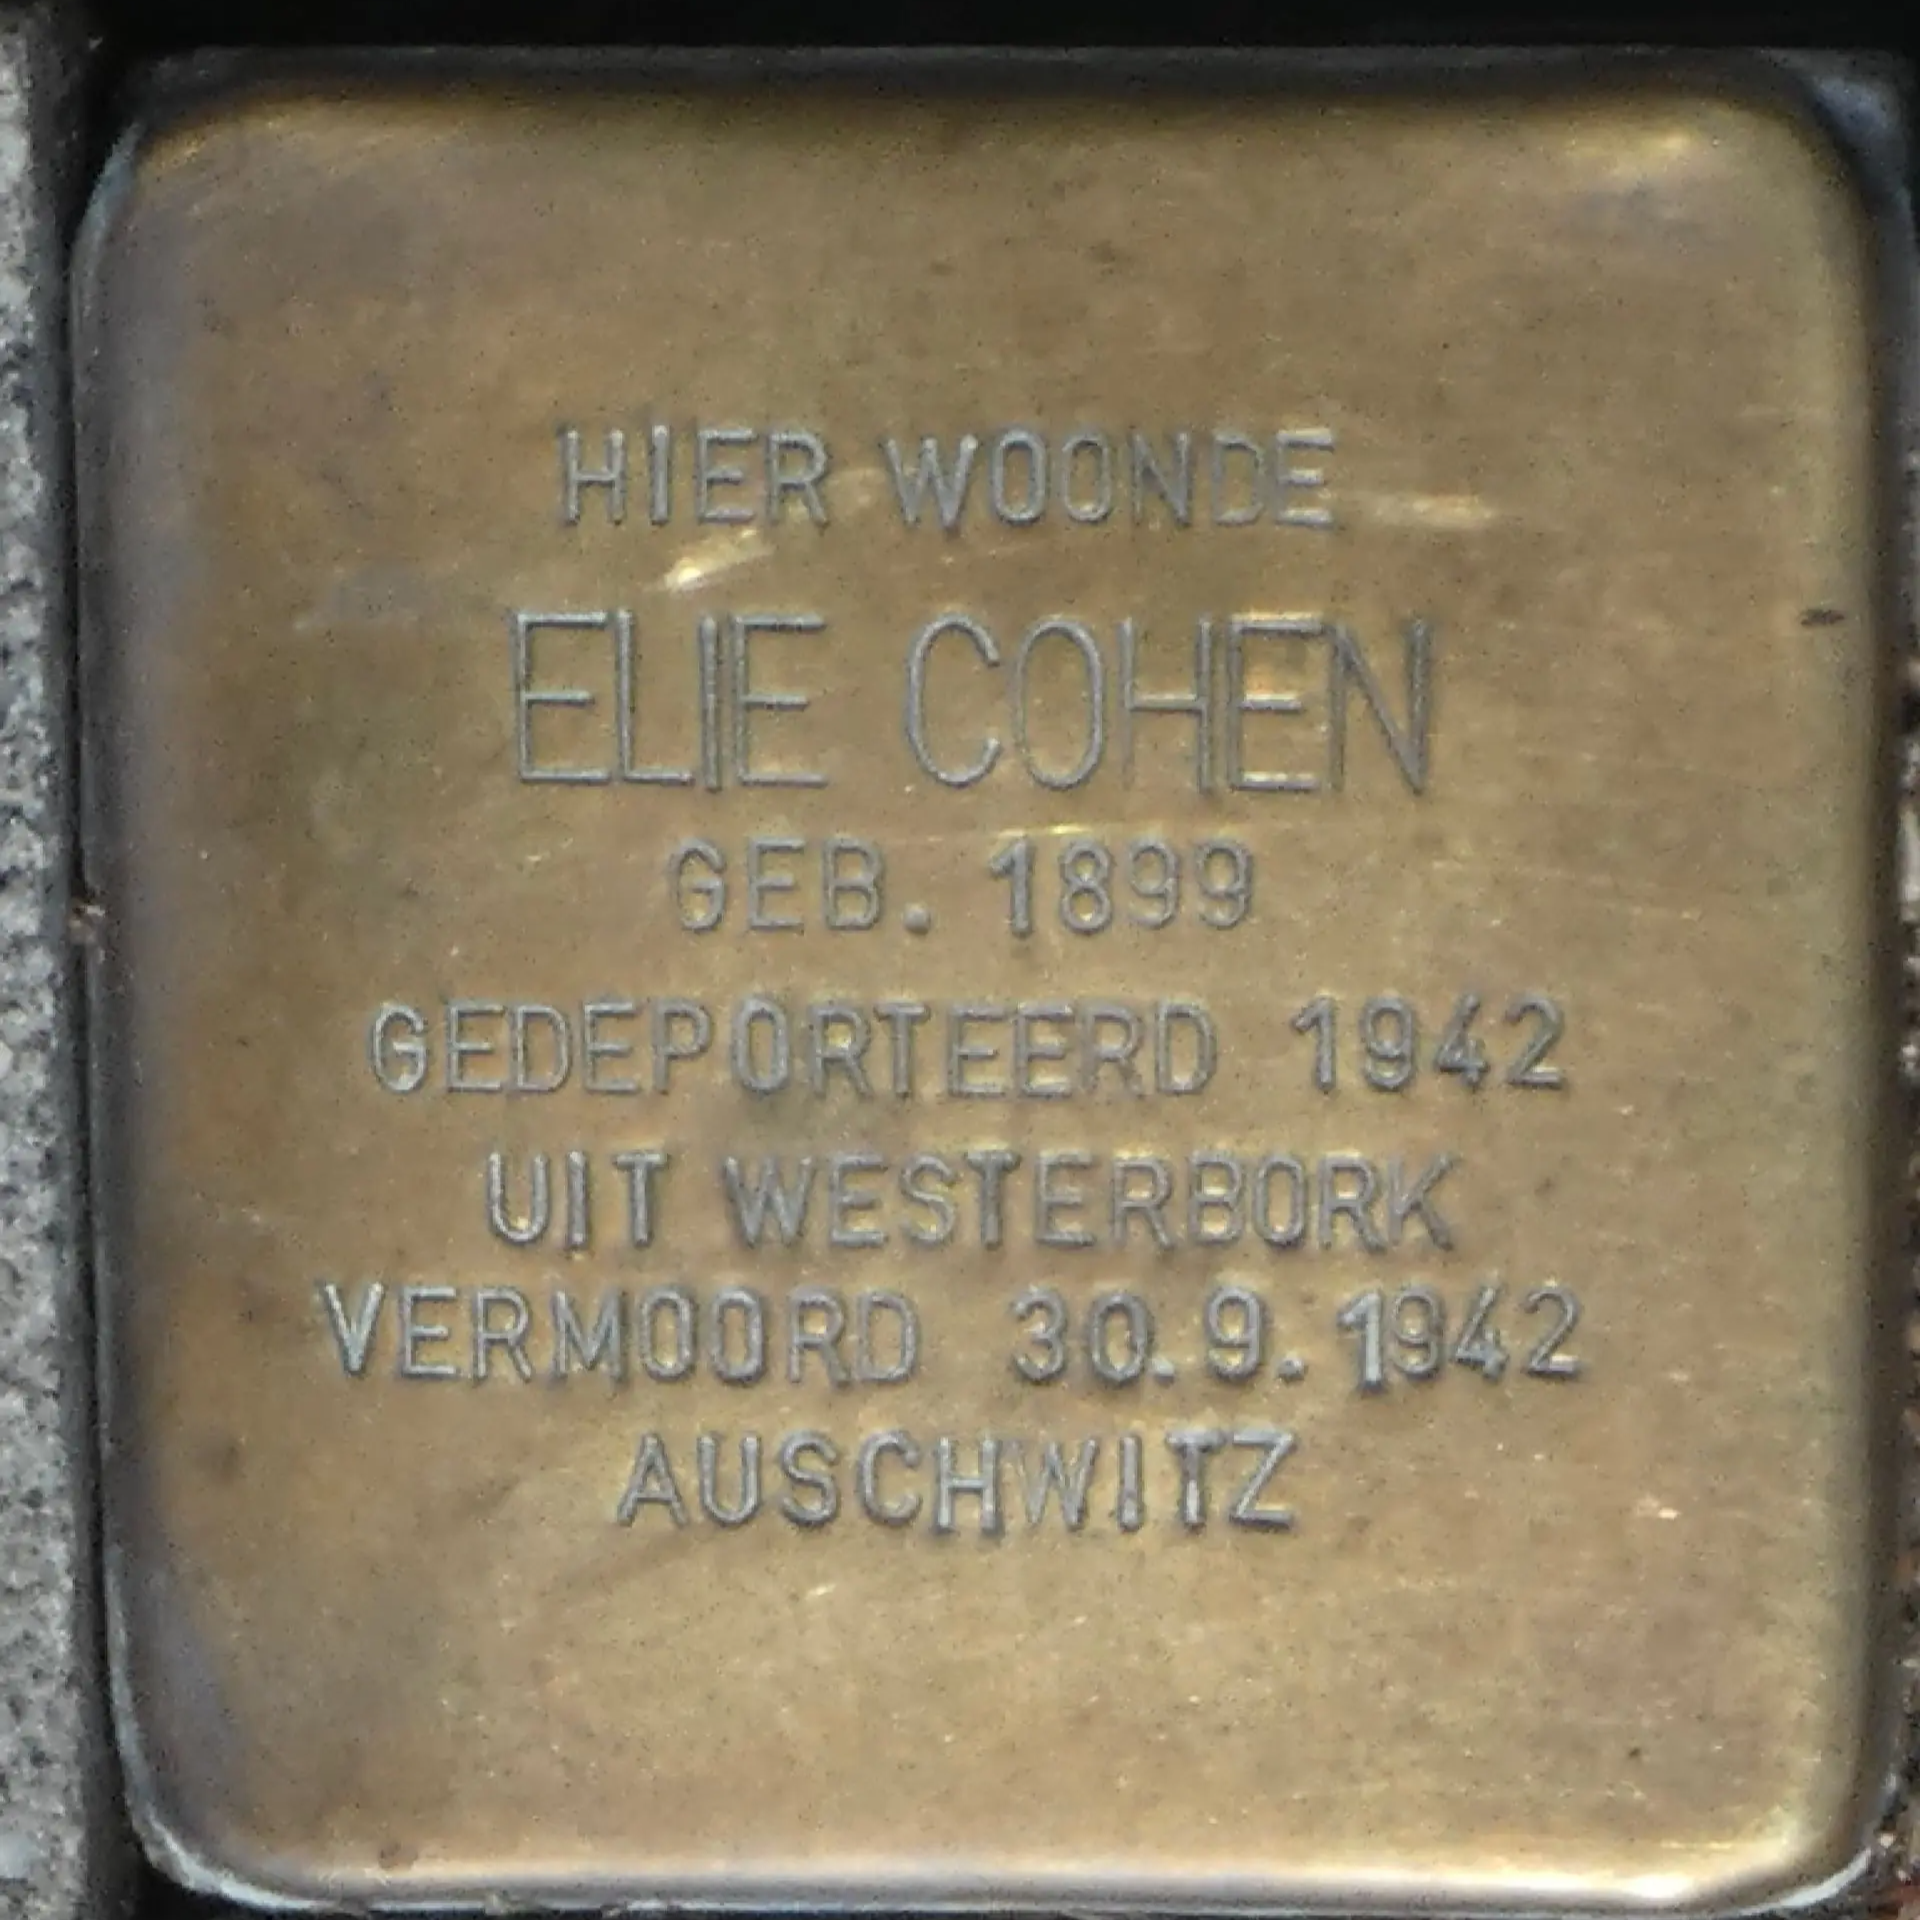 HIER WOONDE
ELIE COHEN
GEB. 1899
GEDEPORTEERD 1942
UIT WESTERBORK
VERMOORD 30.9.1942
AUSCHWITZ